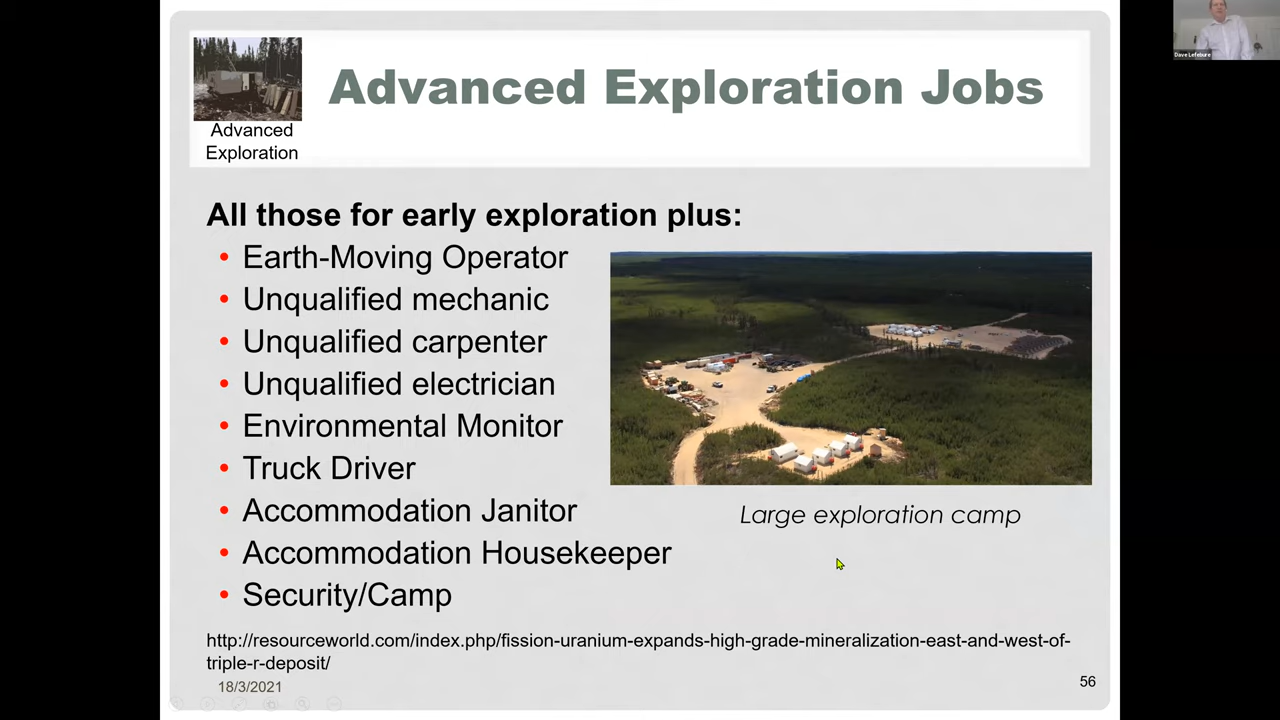 Dave Lefebure
Advanced Exploration Jobs
Advanced
Exploration
All those for early exploration plus:
• Earth-Moving Operator
• Unqualified mechanic
• Unqualified carpenter
• Unqualified electrician
• Environmental Monitor
• Truck Driver
• Accommodation Janitor
• Accommodation Housekeeper
• Security/Camp
Large exploration camp
http://resourceworld.com/index.php/fission-uranium-expands-high-grade-mineralization-east-and-west-of-
triple-r-deposit/
18/3/2021
56